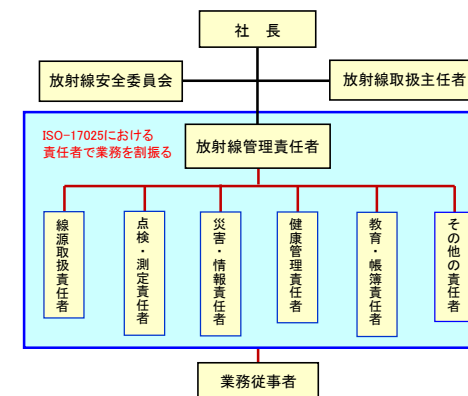 社　長
放射線安全委員会
放射線取扱主任者
ISO-17025における
責任者で業務を割振る
放射線管理責任者
線源取扱責任者
点検・測定責任者
災害・情報責任者
健康管理責任者
教育・帳簿責任者
その他の責任者
業務従事者